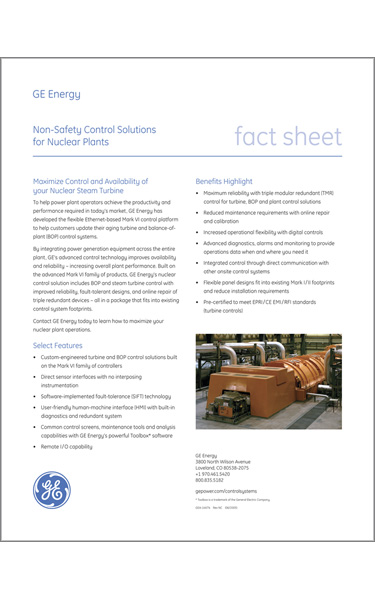 GE Energy
Non-Safety Control Solutions
for Nuclear Plants
fact sheet
Maximize Control and Availability of
your Nuclear Steam Turbine
To help power plant operators achieve the productivity and
performance required in today's market, GE Energy has
developed the flexible Ethernet-based Mark VI control platform
to help customers update their aging turbine and balance-of-
plant (BOP) control systems.
By integrating power generation equipment across the entire
plant, GE's advanced control technology improves availability
and reliability – increasing overall plant performance. Built on
the advanced Mark VI family of products, GE Energy's nuclear
control solution includes BOP and steam turbine control with
improved reliability, fault-tolerant designs, and online repair of
triple redundant devices – all in a package that fits into existing
control system footprints.
Contact GE Energy today to learn how to maximize your
nuclear plant operations.
Select Features
• Custom-engineered turbine and BOP control solutions built
on the Mark VI family of controllers
• Direct sensor interfaces with no interposing
instrumentation
• Software-implemented fault-tolerance (SIFT) technology
• User-friendly human-machine interface (HMI) with built-in
diagnostics and redundant system
• Common control screens, maintenance tools and analysis
capabilities with GE Energy's powerful Toolbox* software
• Remote I/O capability
GE
Benefits Highlight
• Maximum reliability with triple modular redundant (TMR)
control for turbine, BOP and plant control solutions
• Reduced maintenance requirements with online repair
and calibration
• Increased operational flexibility with digital controls
• Advanced diagnostics, alarms and monitoring to provide
operations data when and where you need it
• Integrated control through direct communication with
other onsite control systems
• Flexible panel designs fit into existing Mark I/II footprints
and reduce installation requirements
• Pre-certified to meet EPRI/CE EMI/RFI standards
(turbine controls)
GE Energy
3800 North Wilson Avenue
Loveland, CO 80538-2075
+1 970.461.5420
800.835.5182
gepower.com/controlsystems
* Toolbox is a trademark of the General Electric Company.